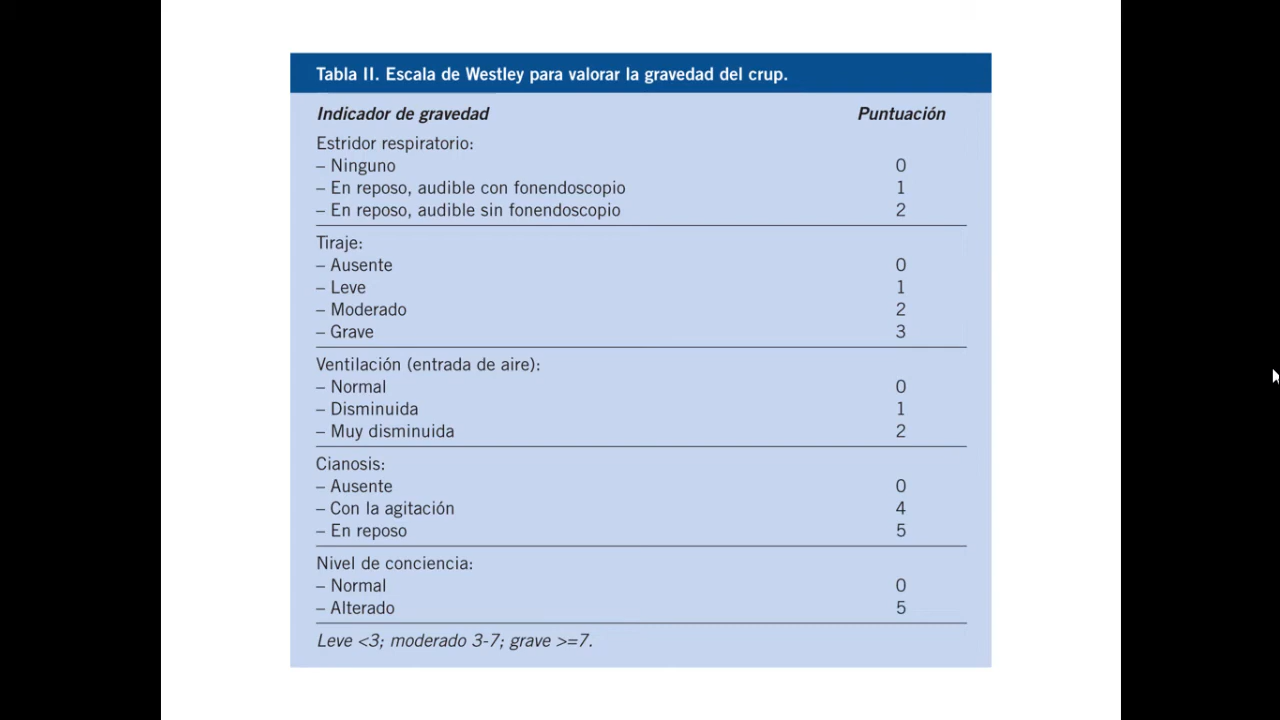 Tabla II. Escala de Westley para valorar la gravedad del crup.
Indicador de gravedad Puntuación
Estridor respiratorio:
– Ninguno 0
– En reposo, audible con fonendoscopio 1
– En reposo, audible sin fonendoscopio 2
Tiraje:
– Ausente 0
– Leve 1
– Moderado 2
– Grave 3
Ventilación (entrada de aire):
– Normal 0
– Disminuida 1
– Muy disminuida 2
Cianosis:
– Ausente 0
– Con la agitación 4
– En reposo 5
Nivel de conciencia:
– Normal 0
– Alterado 5
Leve <3; moderado 3-7; grave >=7.